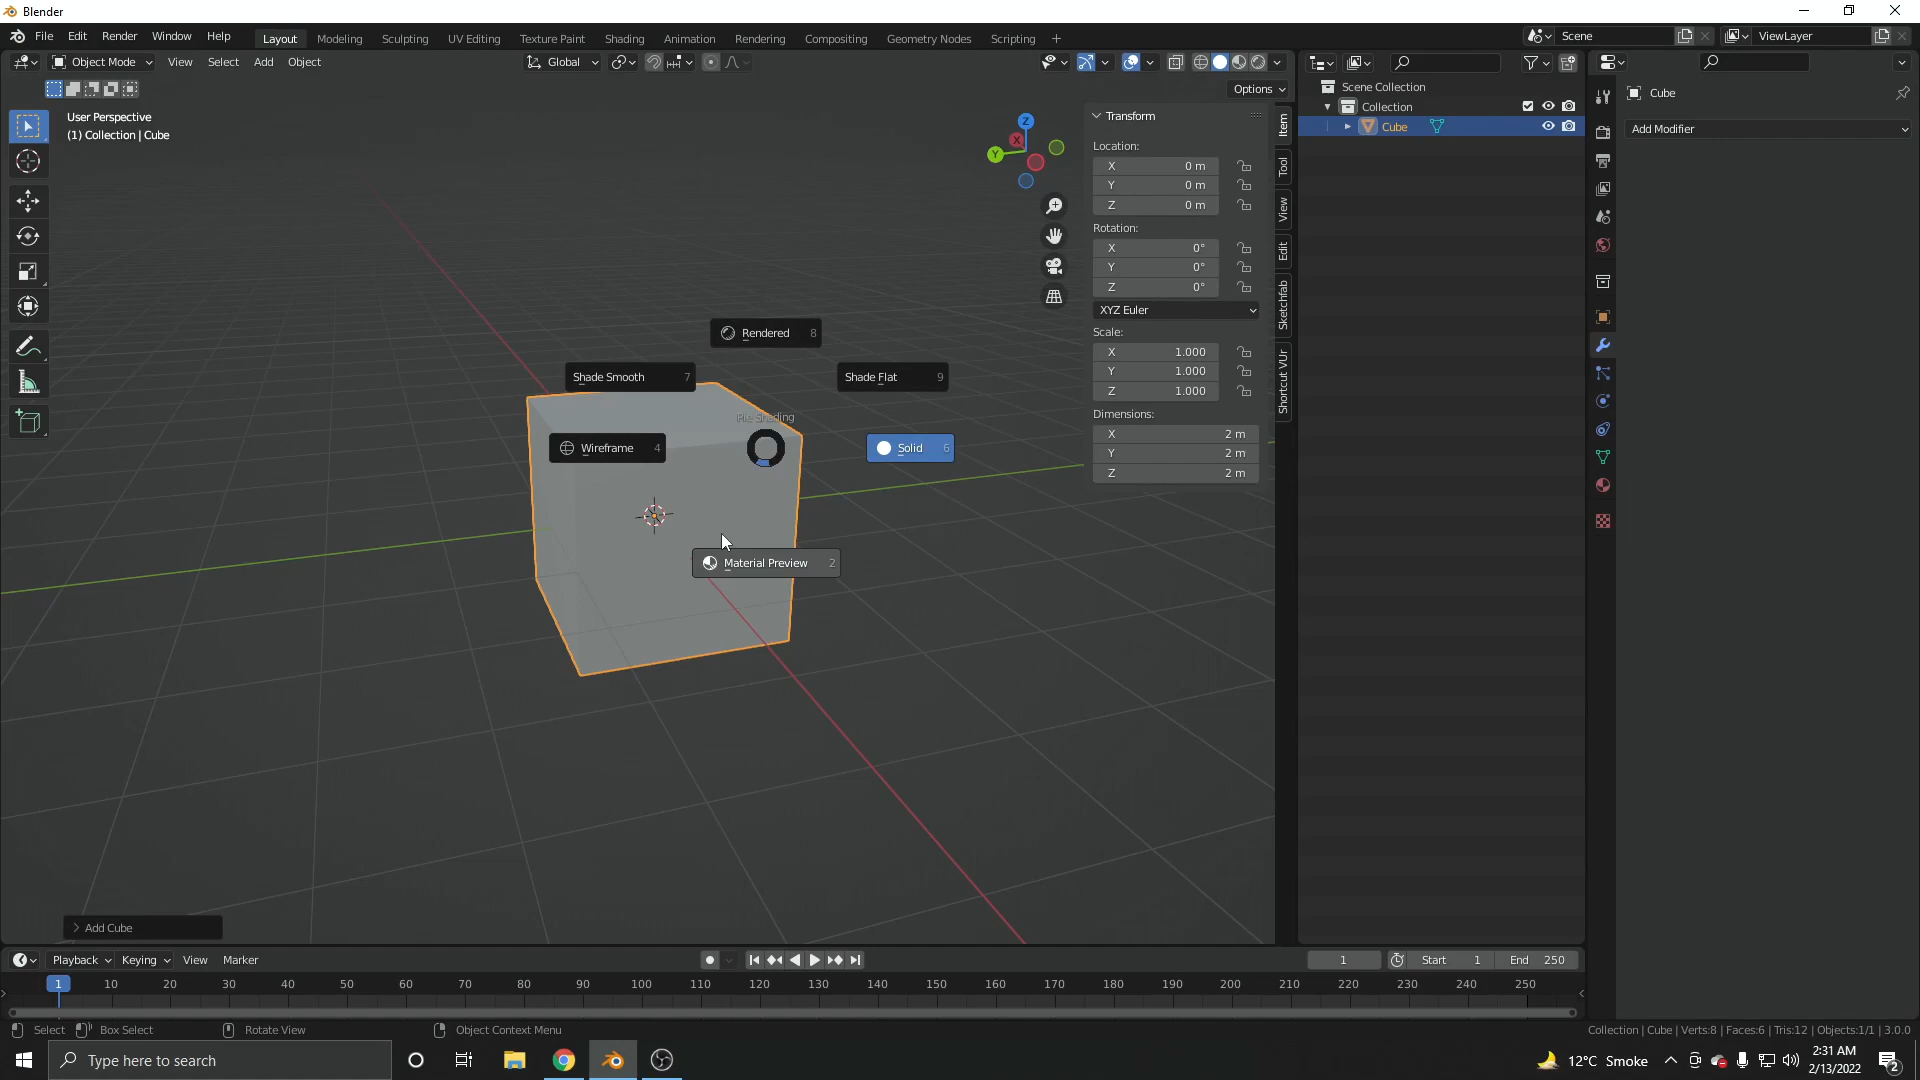 Blender
File Edit Render Window Help
Layout Modeling Sculpting UV Editing Texture Paint Shading Animation Rendering Compositing Geometry Nodes Scripting +
Scene ViewLayer
Object Mode View Select Add Object
Global
Options
User Perspective
(1) Collection | Cube
Z
X
Y
Transform
Location:
X 0 m
Y 0 m
Z 0 m
Rotation:
X 0°
Y 0°
Z 0°
XYZ Euler
Scale:
X 1.000
Y 1.000
Z 1.000
Dimensions:
X 2 m
Y 2 m
Z 2 m
Item
Tool
View
Edit
Sketchfab
Shortcut VUr
Scene Collection
Collection
Cube
Cube
Add Modifier
Rendered 8
Shade Smooth 7
Shade Flat 9
Pie Shading
Wireframe 4
Solid 6
Material Preview 2
Add Cube
Playback Keying View Marker
1 Start 1 End 250
1 10 20 30 40 50 60 70 80 90 100 110 120 130 140 150 160 170 180 190 200 210 220 230 240 250
Select Box Select Rotate View Object Context Menu
Collection | Cube | Verts:8 | Faces:6 | Tris:12 | Objects:1/1 | 3.0.0
Type here to search
12°C Smoke
2:31 AM
2/13/2022
2